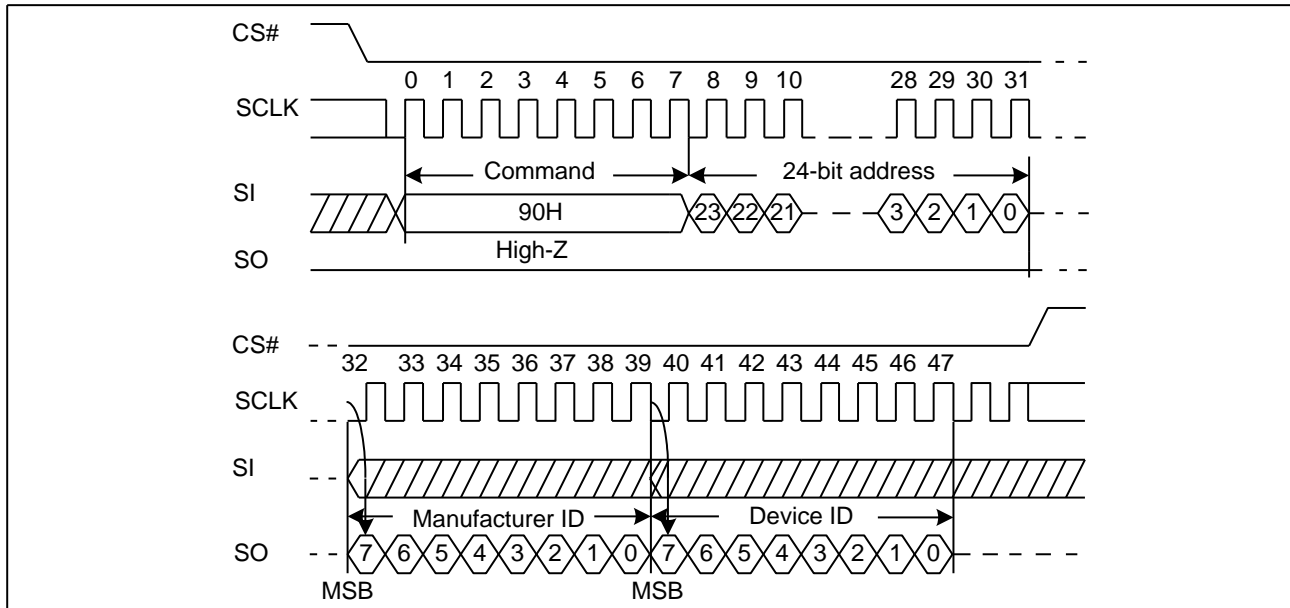 CS#
0 1 2 3 4 5 6 7 8 9 10 28 29 30 31
SCLK
Command 24-bit address
SI
90H 23 22 21 3 2 1 0
High-Z
SO
CS#
32 33 34 35 36 37 38 39 40 41 42 43 44 45 46 47
SCLK
SI
Manufacturer ID Device ID
SO 7 6 5 4 3 2 1 0 7 6 5 4 3 2 1 0
MSB MSB